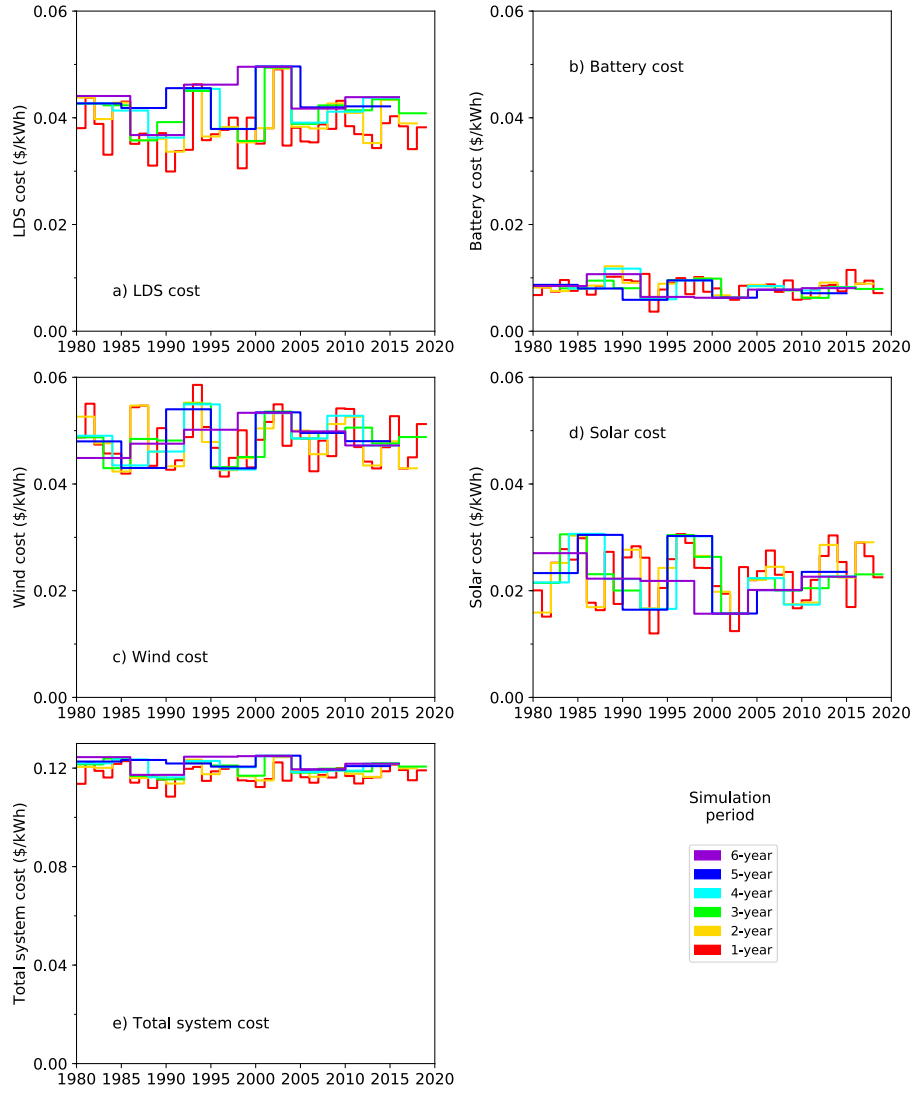 0.06
0.04
0.02
0.00
LDS cost ($/kWh)
a) LDS cost
1980 1985 1990 1995 2000 2005 2010 2015 2020
0.06
0.04
0.02
0.00
Battery cost ($/kWh)
b) Battery cost
1980 1985 1990 1995 2000 2005 2010 2015 2020
0.06
0.04
0.02
0.00
Wind cost ($/kWh)
c) Wind cost
1980 1985 1990 1995 2000 2005 2010 2015 2020
0.06
0.04
0.02
0.00
Solar cost ($/kWh)
d) Solar cost
1980 1985 1990 1995 2000 2005 2010 2015 2020
0.12
0.08
0.04
0.00
Total system cost ($/kWh)
e) Total system cost
1980 1985 1990 1995 2000 2005 2010 2015 2020
Simulation
period
6-year
5-year
4-year
3-year
2-year
1-year